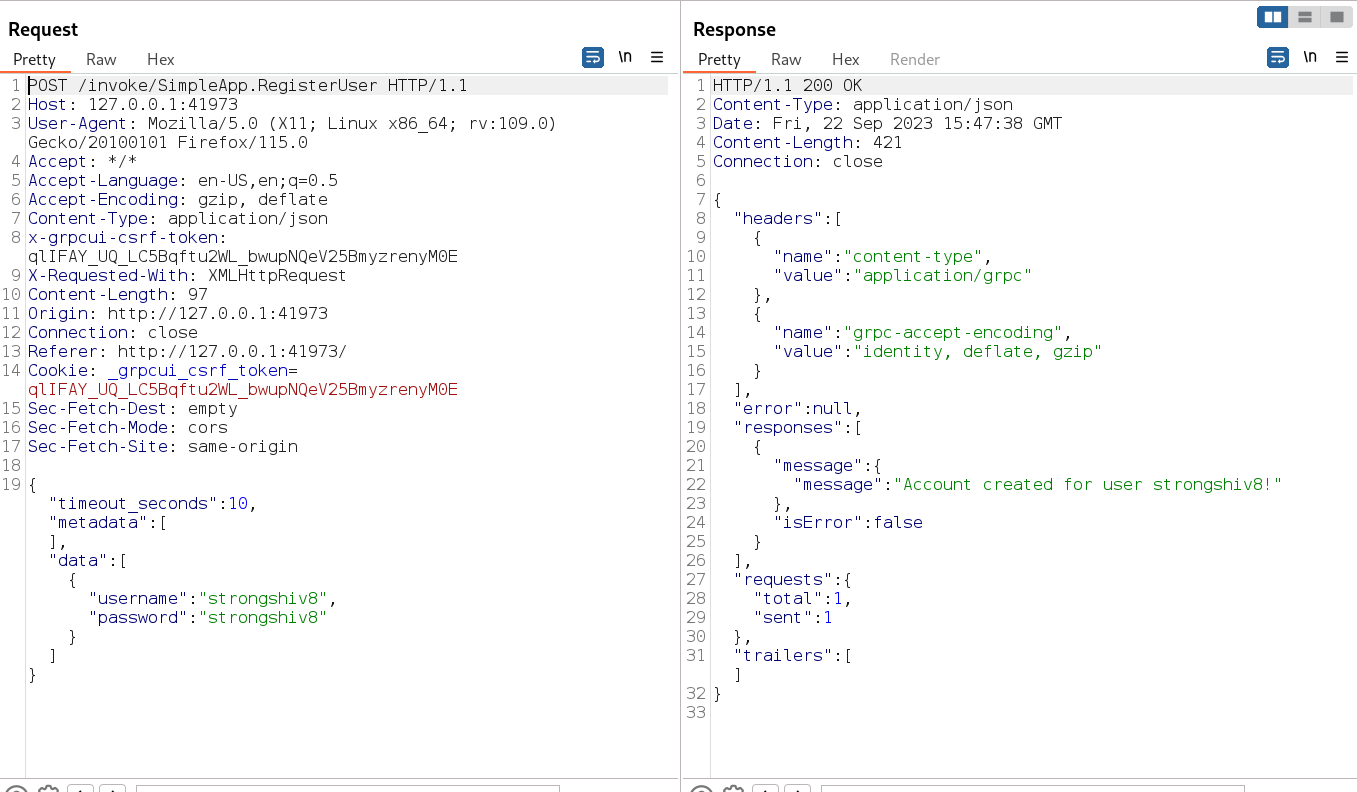 Request
Pretty Raw Hex \n
1 POST /invoke/SimpleApp.RegisterUser HTTP/1.1
2 Host: 127.0.0.1:41973
3 User-Agent: Mozilla/5.0 (X11; Linux x86_64; rv:109.0)
Gecko/20100101 Firefox/115.0
4 Accept: */*
5 Accept-Language: en-US,en;q=0.5
6 Accept-Encoding: gzip, deflate
7 Content-Type: application/json
8 x-grpcui-csrf-token:
qlIFAY_UQ_LC5Bqftu2WL_bwupNQeV25BmyzrenyM0E
9 X-Requested-With: XMLHttpRequest
10 Content-Length: 97
11 Origin: http://127.0.0.1:41973
12 Connection: close
13 Referer: http://127.0.0.1:41973/
14 Cookie: _grpcui_csrf_token=
qlIFAY_UQ_LC5Bqftu2WL_bwupNQeV25BmyzrenyM0E
15 Sec-Fetch-Dest: empty
16 Sec-Fetch-Mode: cors
17 Sec-Fetch-Site: same-origin
18
19 {
"timeout_seconds":10,
"metadata":[
],
"data":[
{
"username":"strongshiv8",
"password":"strongshiv8"
}
]
}
Response
Pretty Raw Hex Render \n
1 HTTP/1.1 200 OK
2 Content-Type: application/json
3 Date: Fri, 22 Sep 2023 15:47:38 GMT
4 Content-Length: 421
5 Connection: close
6
7 {
8 "headers":[
9 {
10 "name":"content-type",
11 "value":"application/grpc"
12 },
13 {
14 "name":"grpc-accept-encoding",
15 "value":"identity, deflate, gzip"
16 }
17 ],
18 "error":null,
19 "responses":[
20 {
21 "message":{
22 "message":"Account created for user strongshiv8!"
23 },
24 "isError":false
25 }
26 ],
27 "requests":{
28 "total":1,
29 "sent":1
30 },
31 "trailers":[
]
32 }
33